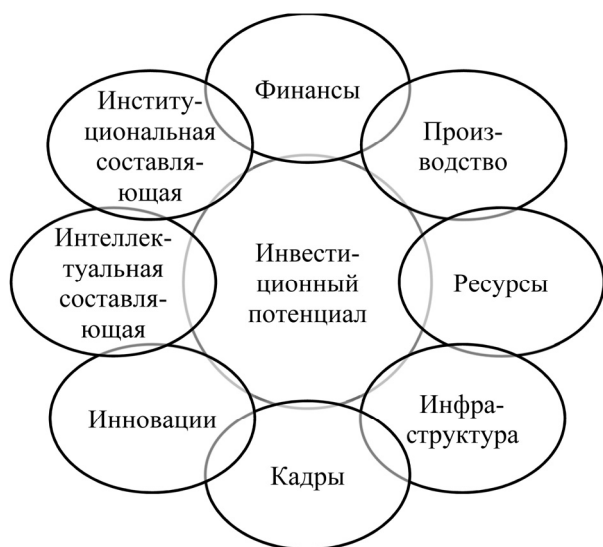 Финансы
Произ-
водство
Ресурсы
Инфра-
структура
Кадры
Инновации
Интеллек-
туальная
составля-
ющая
Институ-
циональная
составля-
ющая
Инвести-
ционный
потенциал